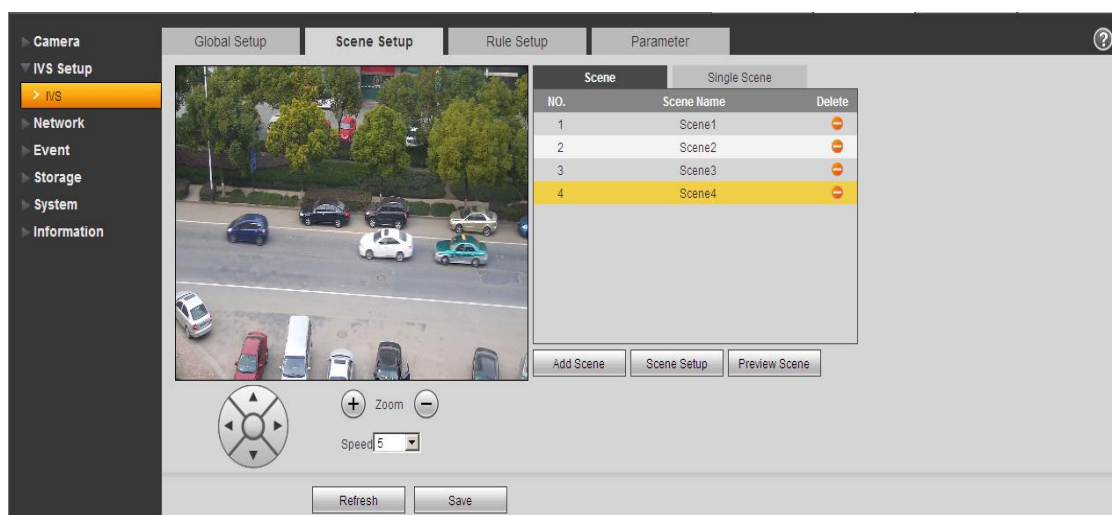 Camera
IVS Setup
IVS
Network
Event
Storage
System
Information
Global Setup
Scene Setup
Rule Setup
Parameter
?
Scene
Single Scene
NO. Scene Name Delete
1 Scene1
2 Scene2
3 Scene3
4 Scene4
Add Scene
Scene Setup
Preview Scene
+ Zoom −
Speed 5
Refresh
Save